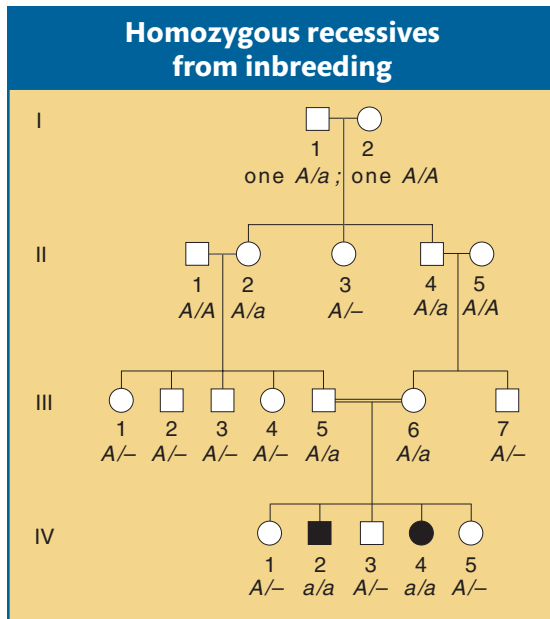 Homozygous recessives
from inbreeding
I
1 2
one A/a ; one A/A
II
1 2 3 4 5
A/A A/a A/– A/a A/A
III
1 2 3 4 5 6 7
A/– A/– A/– A/– A/a A/a A/–
IV
1 2 3 4 5
A/– a/a A/– a/a A/–